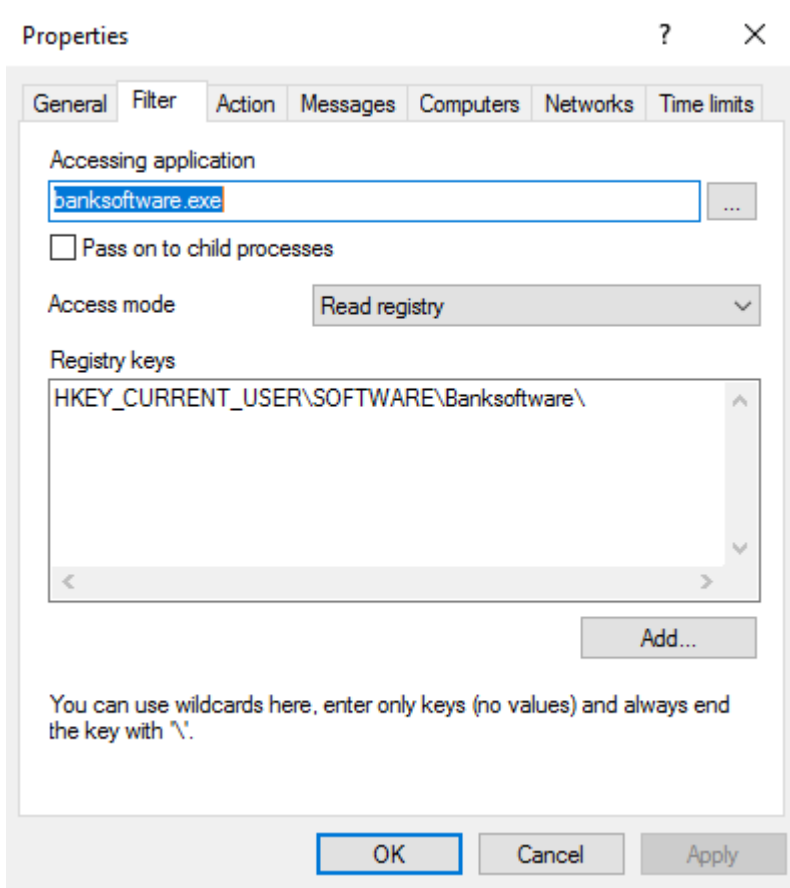 Properties
?
General Filter Action Messages Computers Networks Time limits
Accessing application
banksoftware.exe
...
Pass on to child processes
Access mode
Read registry
Registry keys
HKEY_CURRENT_USER\SOFTWARE\Banksoftware\
Add...
You can use wildcards here, enter only keys (no values) and always end
the key with '\'.
OK Cancel Apply